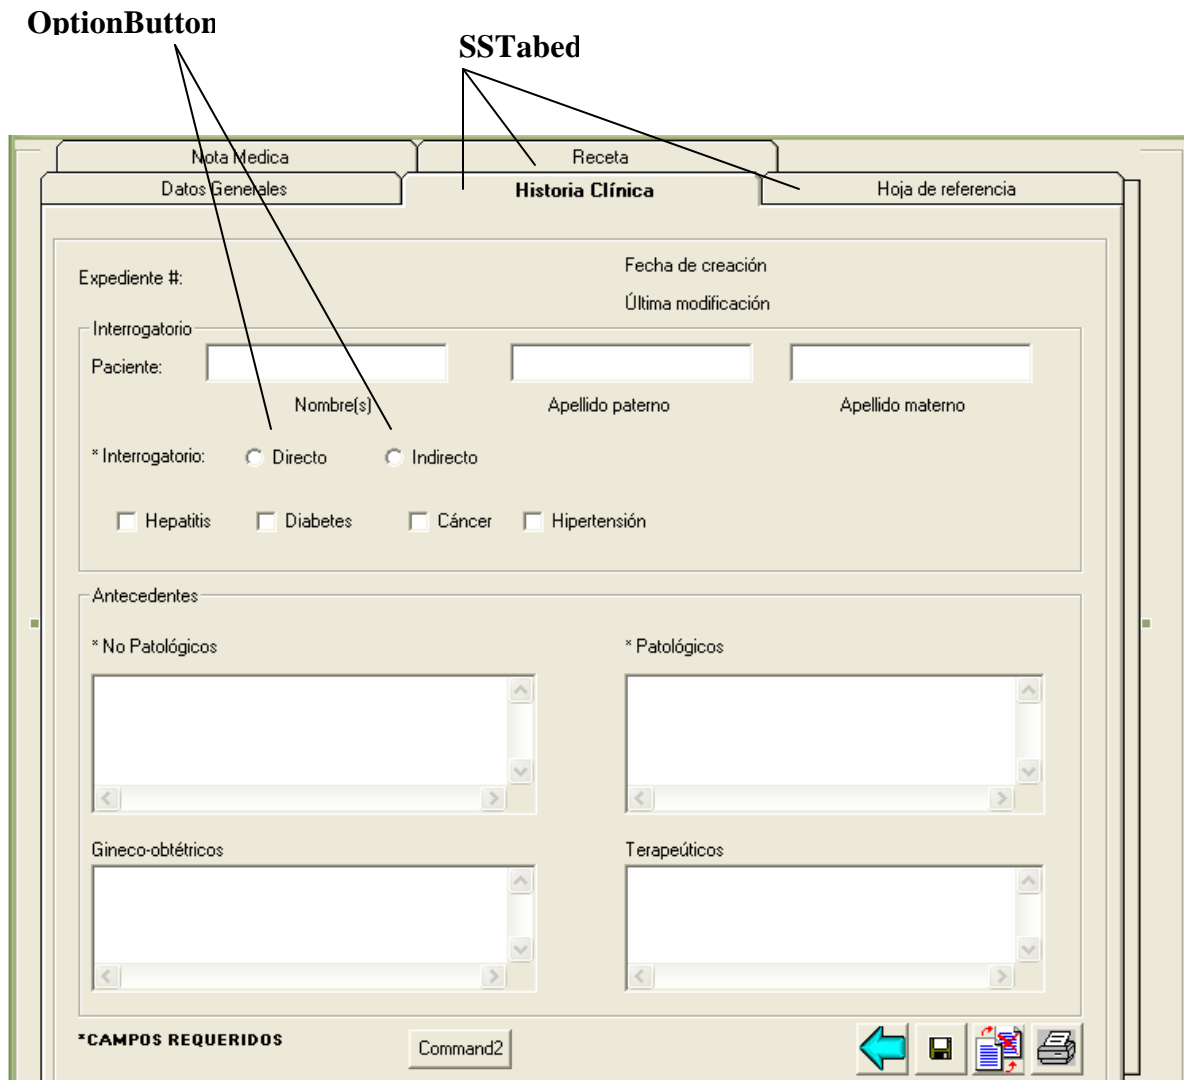 OptionButton
SSTabed
Nota Medica Receta
Datos Generales Historia Clínica Hoja de referencia
Expediente #: Fecha de creación
Última modificación
Interrogatorio
Paciente:
Nombre(s) Apellido paterno Apellido materno
* Interrogatorio: Directo Indirecto
Hepatitis Diabetes Cáncer Hipertensión
Antecedentes
* No Patológicos * Patológicos
Gineco-obtétricos Terapeúticos
*CAMPOS REQUERIDOS Command2